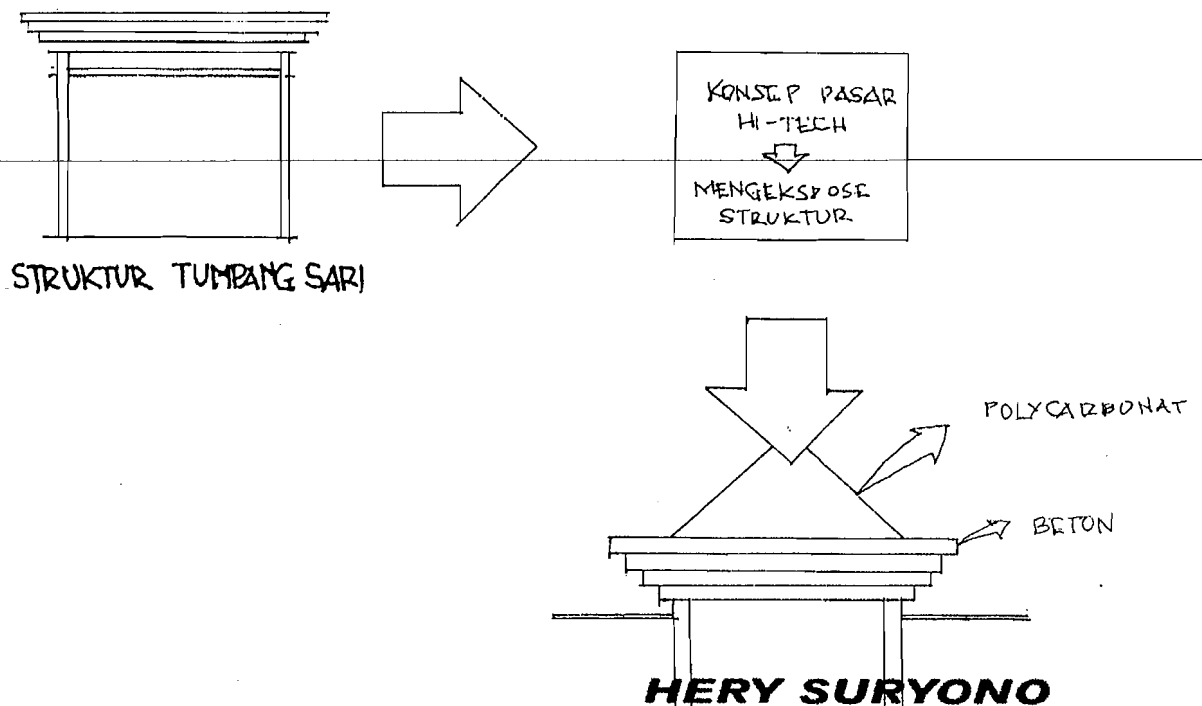 KONSEP PASAR
HI-TECH
MENGEKSPOSE
STRUKTUR
STRUKTUR TUMPANG SARI
POLYCARBONAT
BETON
HERY SURYONO